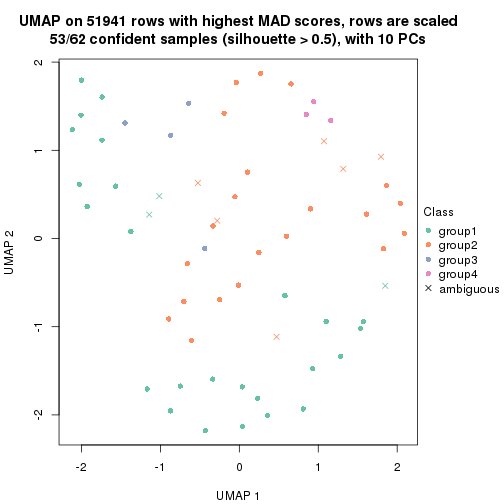 UMAP on 51941 rows with highest MAD scores, rows are scaled
53/62 confident samples (silhouette > 0.5), with 10 PCs
2
1
0
-1
-2
UMAP 2
-2
-1
0
1
2
UMAP 1
Class
group1
group2
group3
group4
ambiguous